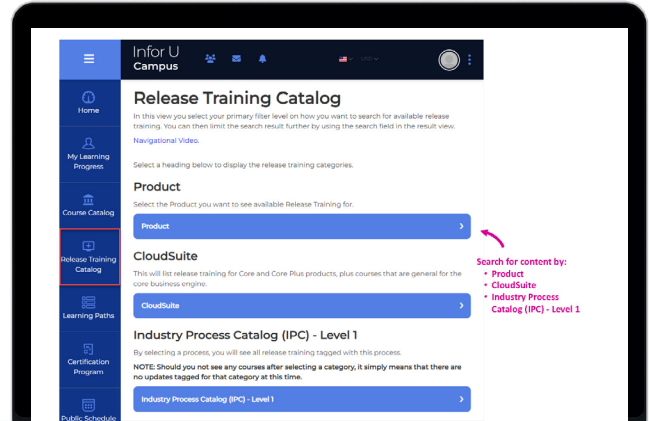 Infor U
Campus
Home
My Learning
Progress
Course Catalog
Release Training
Catalog
Learning Paths
Certification
Program
Public Schedule
Release Training Catalog
In this view you select your primary filter level on how you want to search for available release
training. You can then limit the search result further by using the search field in the result view.
Navigational Video.
Select a heading below to display the release training categories.
Product
Select the Product you want to see available Release Training for.
Product
CloudSuite
This will list release training for Core and Core Plus products, plus courses that are general for the
core business engine.
CloudSuite
Industry Process Catalog (IPC) - Level 1
By selecting a process, you will see all release training tagged with this process.
NOTE: Should you not see any courses after selecting a category, it simply means that there are
no updates tagged for that category at this time.
Industry Process Catalog (IPC) - Level 1
Search for content by:
• Product
• CloudSuite
• Industry Process
Catalog (IPC) - Level 1